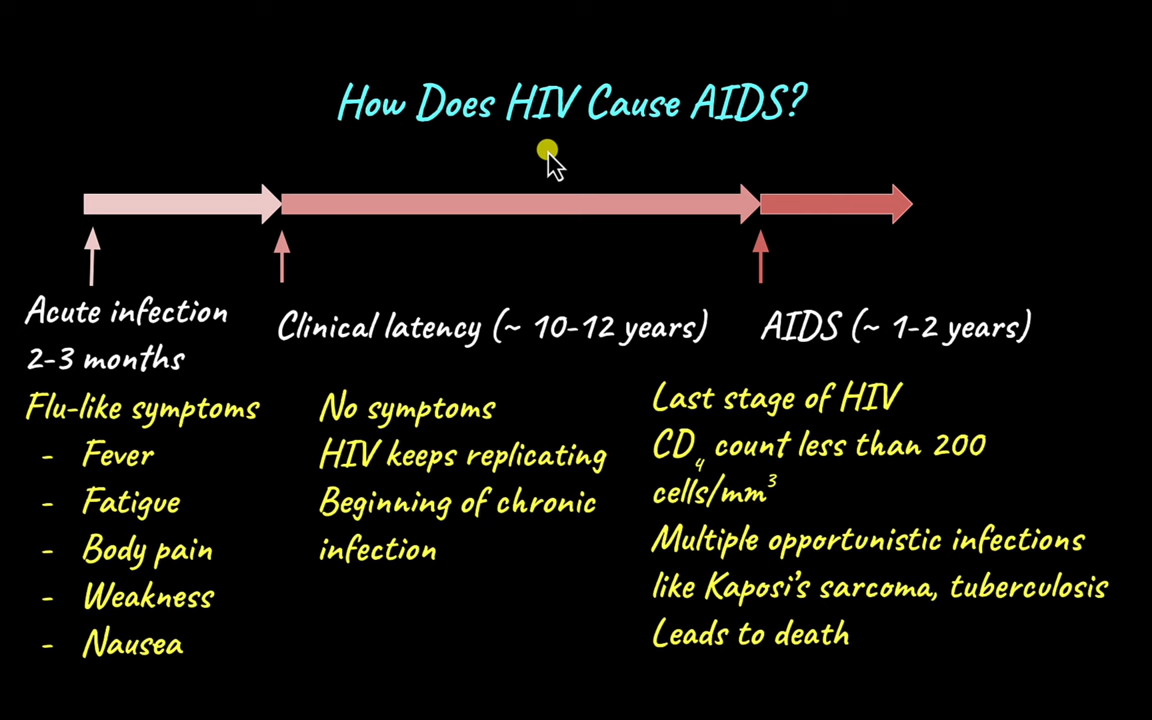 How Does HIV Cause AIDS?
Acute infection
2-3 months
Flu-like symptoms
- Fever
- Fatigue
- Body pain
- Weakness
- Nausea
Clinical latency (~ 10-12 years)
No symptoms
HIV keeps replicating
Beginning of chronic
infection
AIDS (~ 1-2 years)
Last stage of HIV
CD₄ count less than 200
cells/mm³
Multiple opportunistic infections
like Kaposi's sarcoma, tuberculosis
Leads to death